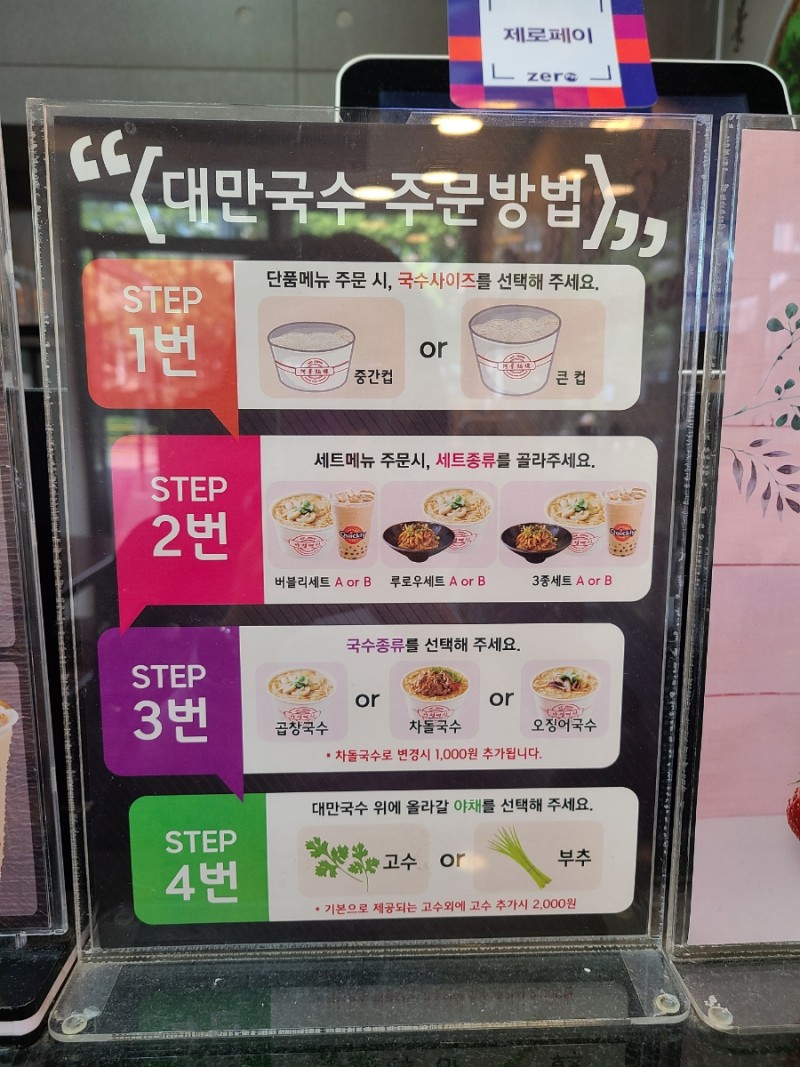 제로페이
zero
“〈대만국수 주문방법〉”
STEP
1번
단품메뉴 주문 시, 국수사이즈를 선택해 주세요.
중간컵
or
큰 컵
STEP
2번
세트메뉴 주문시, 세트종류를 골라주세요.
버블리세트 A or B
루로우세트 A or B
3종세트 A or B
STEP
3번
국수종류를 선택해 주세요.
곱창국수
or
차돌국수
or
오징어국수
* 차돌국수로 변경시 1,000원 추가됩니다.
STEP
4번
대만국수 위에 올라갈 야채를 선택해 주세요.
고수
or
부추
* 기본으로 제공되는 고수외에 고수 추가시 2,000원